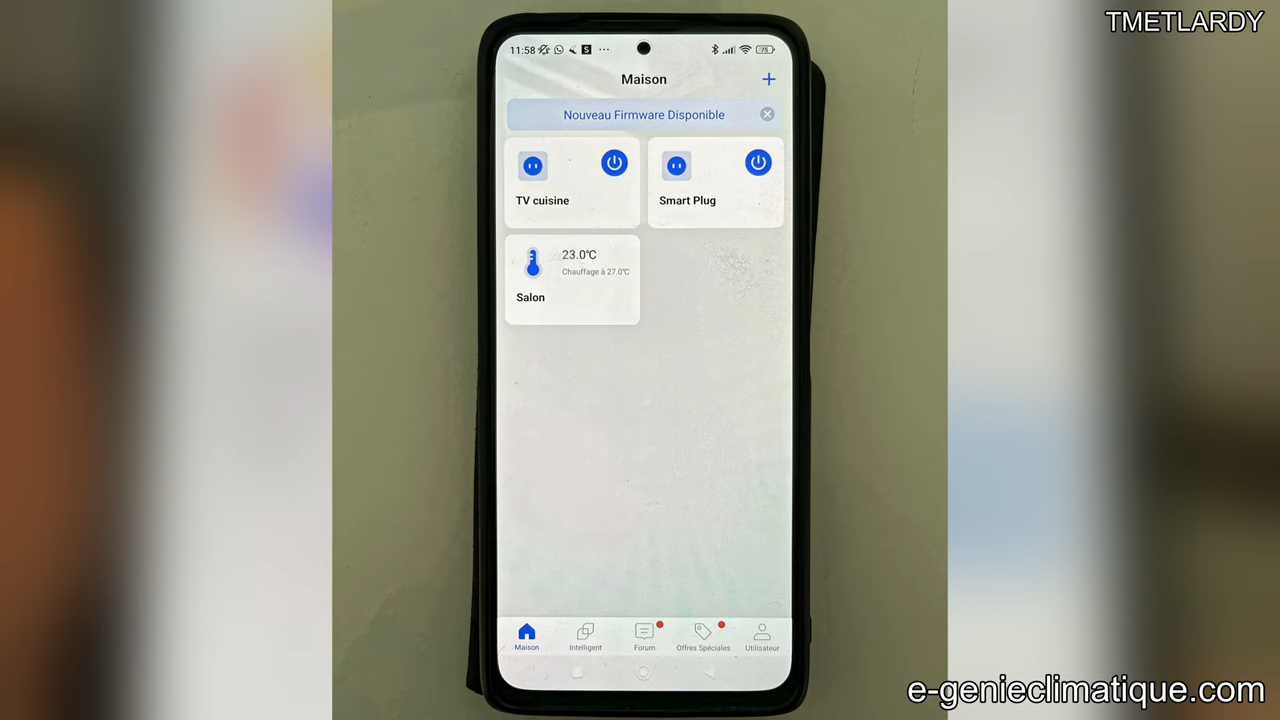 TMETLARDY
11:58
75
Maison
Nouveau Firmware Disponible
TV cuisine
Smart Plug
23.0℃
Chauffage à 27.0℃
Salon
Maison
Intelligent
Forum
Offres Spéciales
Utilisateur
e-genieclimatique.com